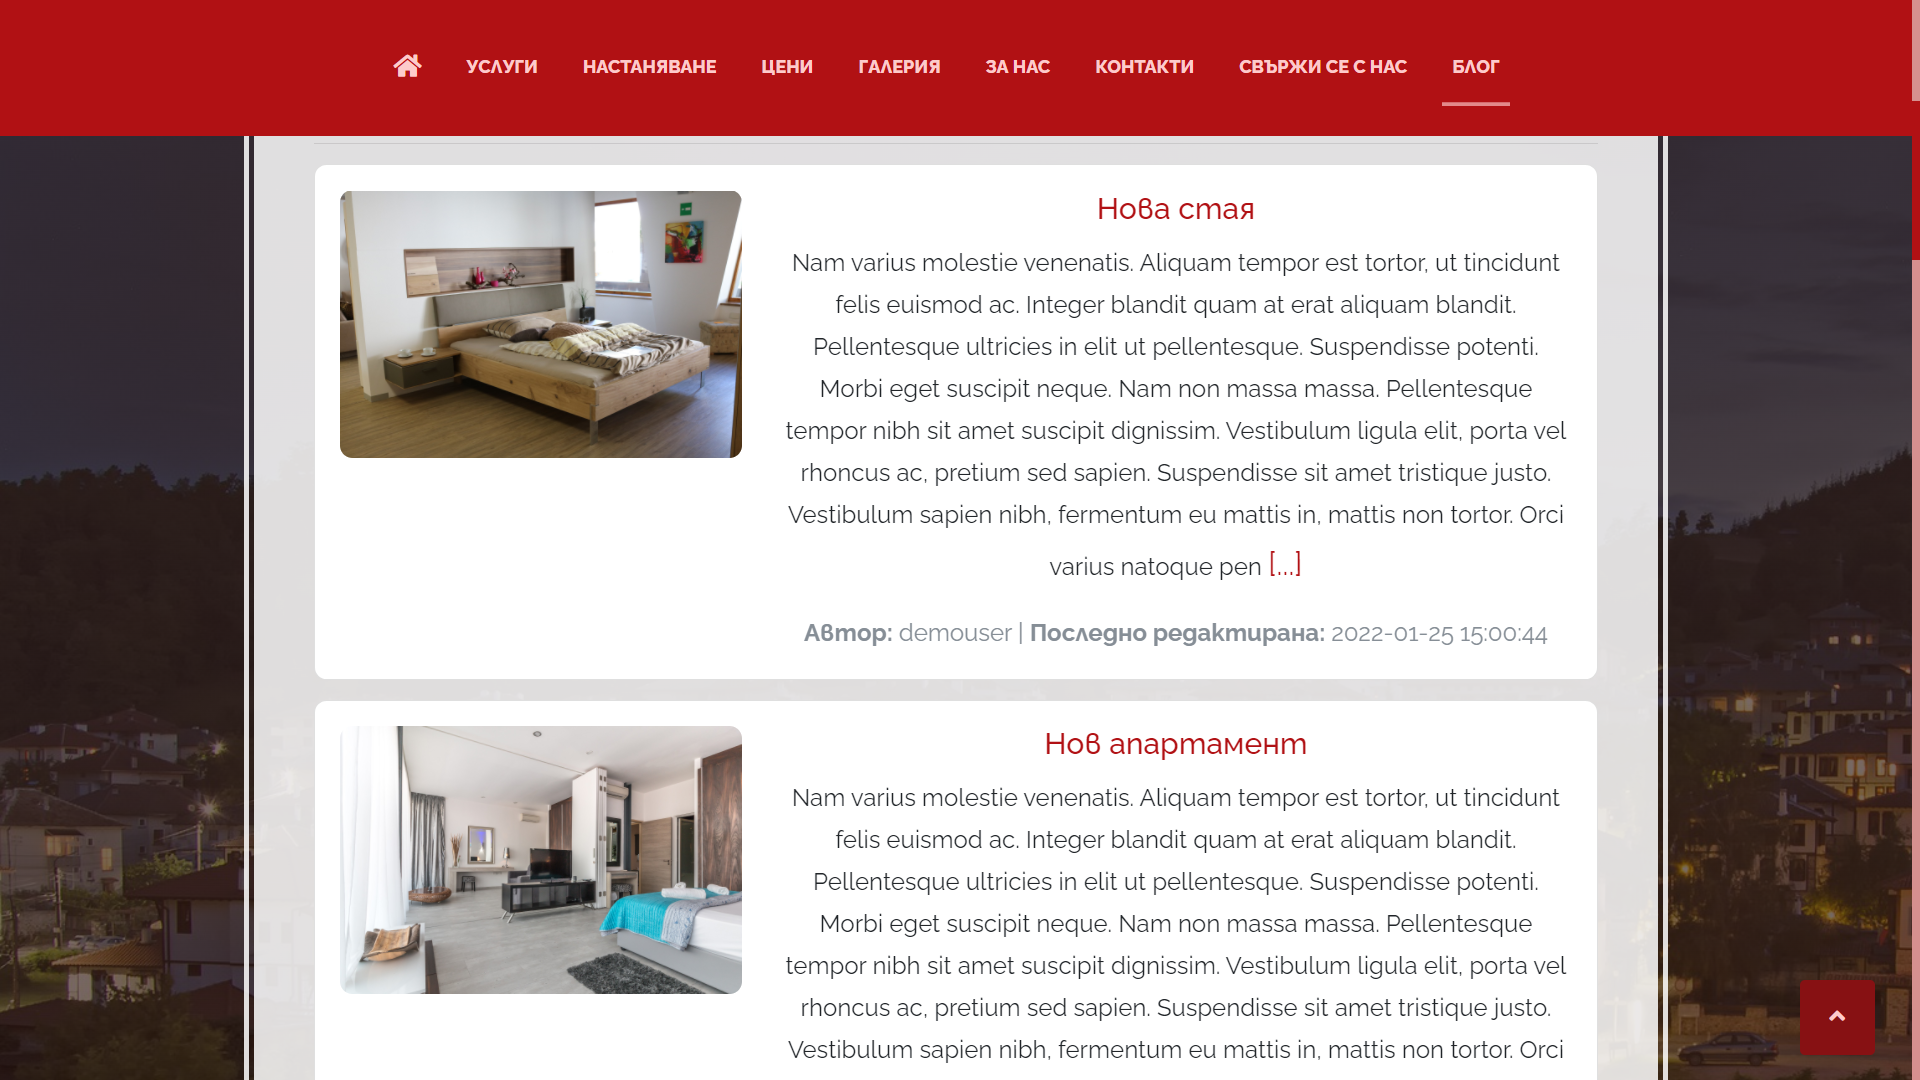 УСЛУГИ НАСТАНЯВАНЕ ЦЕНИ ГАЛЕРИЯ ЗА НАС КОНТАКТИ СВЪРЖИ СЕ С НАС БЛОГ
Нова стая
Nam varius molestie venenatis. Aliquam tempor est tortor, ut tincidunt
felis euismod ac. Integer blandit quam at erat aliquam blandit.
Pellentesque ultricies in elit ut pellentesque. Suspendisse potenti.
Morbi eget suscipit neque. Nam non massa massa. Pellentesque
tempor nibh sit amet suscipit dignissim. Vestibulum ligula elit, porta vel
rhoncus ac, pretium sed sapien. Suspendisse sit amet tristique justo.
Vestibulum sapien nibh, fermentum eu mattis in, mattis non tortor. Orci
varius natoque pen [...]
Автор: demouser | Последно редактирана: 2022-01-25 15:00:44
Нов апартамент
Nam varius molestie venenatis. Aliquam tempor est tortor, ut tincidunt
felis euismod ac. Integer blandit quam at erat aliquam blandit.
Pellentesque ultricies in elit ut pellentesque. Suspendisse potenti.
Morbi eget suscipit neque. Nam non massa massa. Pellentesque
tempor nibh sit amet suscipit dignissim. Vestibulum ligula elit, porta vel
rhoncus ac, pretium sed sapien. Suspendisse sit amet tristique justo.
Vestibulum sapien nibh, fermentum eu mattis in, mattis non tortor. Orci